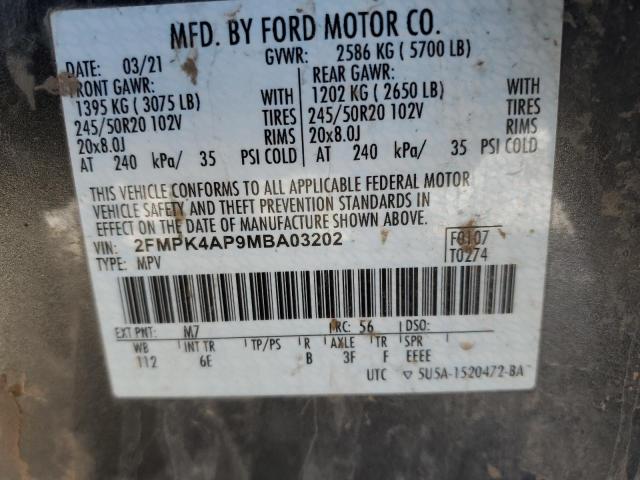 MFD. BY FORD MOTOR CO.
DATE: 03/21 GVWR: 2586 KG ( 5700 LB)
FRONT GAWR: REAR GAWR:
1395 KG ( 3075 LB) WITH 1202 KG ( 2650 LB) WITH
245/50R20 102V TIRES 245/50R20 102V TIRES
20x8.0J RIMS 20x8.0J RIMS
AT 240 kPa/ 35 PSI COLD AT 240 kPa/ 35 PSI COLD
THIS VEHICLE CONFORMS TO ALL APPLICABLE FEDERAL MOTOR
VEHICLE SAFETY AND THEFT PREVENTION STANDARDS IN
EFFECT ON THE DATE OF MANUFACTURE SHOWN ABOVE.
VIN: 2FMPK4AP9MBA03202 F0107
TYPE: MPV T0274
EXT PNT: M7 RC: 56 DSO:
WB INT TR TP/PS R AXLE TR SPR
112 6E B 3F F EEEE
UTC ▽ 5U5A-1520472-BA